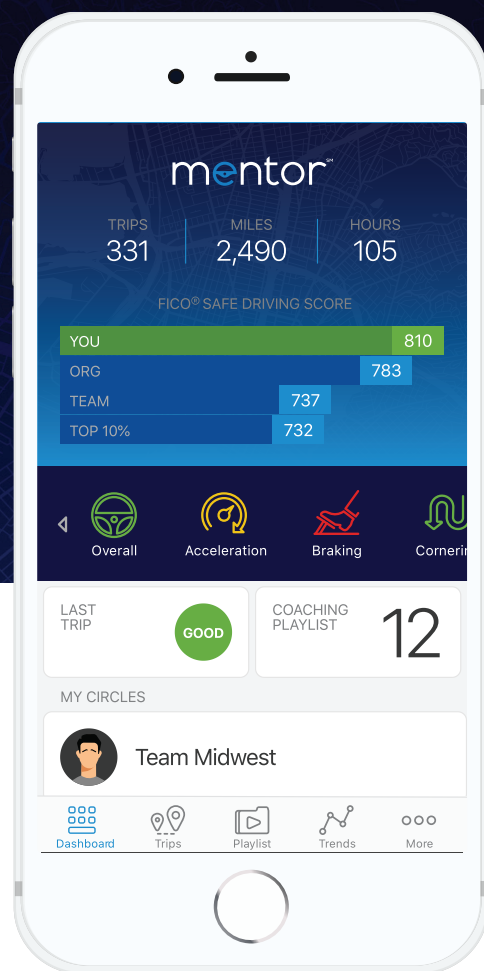 mentor℠
TRIPS MILES HOURS
331 2,490 105
FICO® SAFE DRIVING SCORE
YOU 810
ORG 783
TEAM 737
TOP 10% 732
Overall Acceleration Braking Cornerin
LAST
TRIP
GOOD
COACHING
PLAYLIST
12
MY CIRCLES
Team Midwest
Dashboard Trips Playlist Trends More